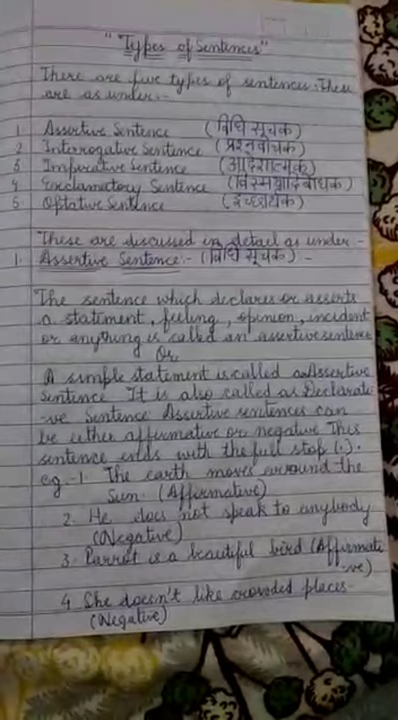 "Types of Sentences"
There are five types of sentences. These
are as under:-
1. Assertive Sentence (विधि सूचक)
2 Interrogative Sentence (प्रश्नवाचक)
3 Imperative Sentence (आदेशात्मक)
4 Exclamatory Sentence (विस्मयादिबोधक)
5 Optative Sentence (इच्छार्थक)
These are discussed in detail as under-
1. Assertive Sentence:- (विधि सूचक) -
The sentence which declares or asserts
a statement, feeling, opinion, incident
or anything is called an assertive sentence
Or
A simple statement is called a Assertive
Sentence It is also called as Declarati
-ve Sentence Assertive sentences can
be either affirmative or negative This
sentence ends with the full stop (.).
eg - 1. The earth moves around the
Sun. (Affirmative)
2. He does not speak to anybody
(Negative)
3. Parrot is a beautiful bird (Affirmati
-ve)
4 She doesn't like crowded places.
(Negative)